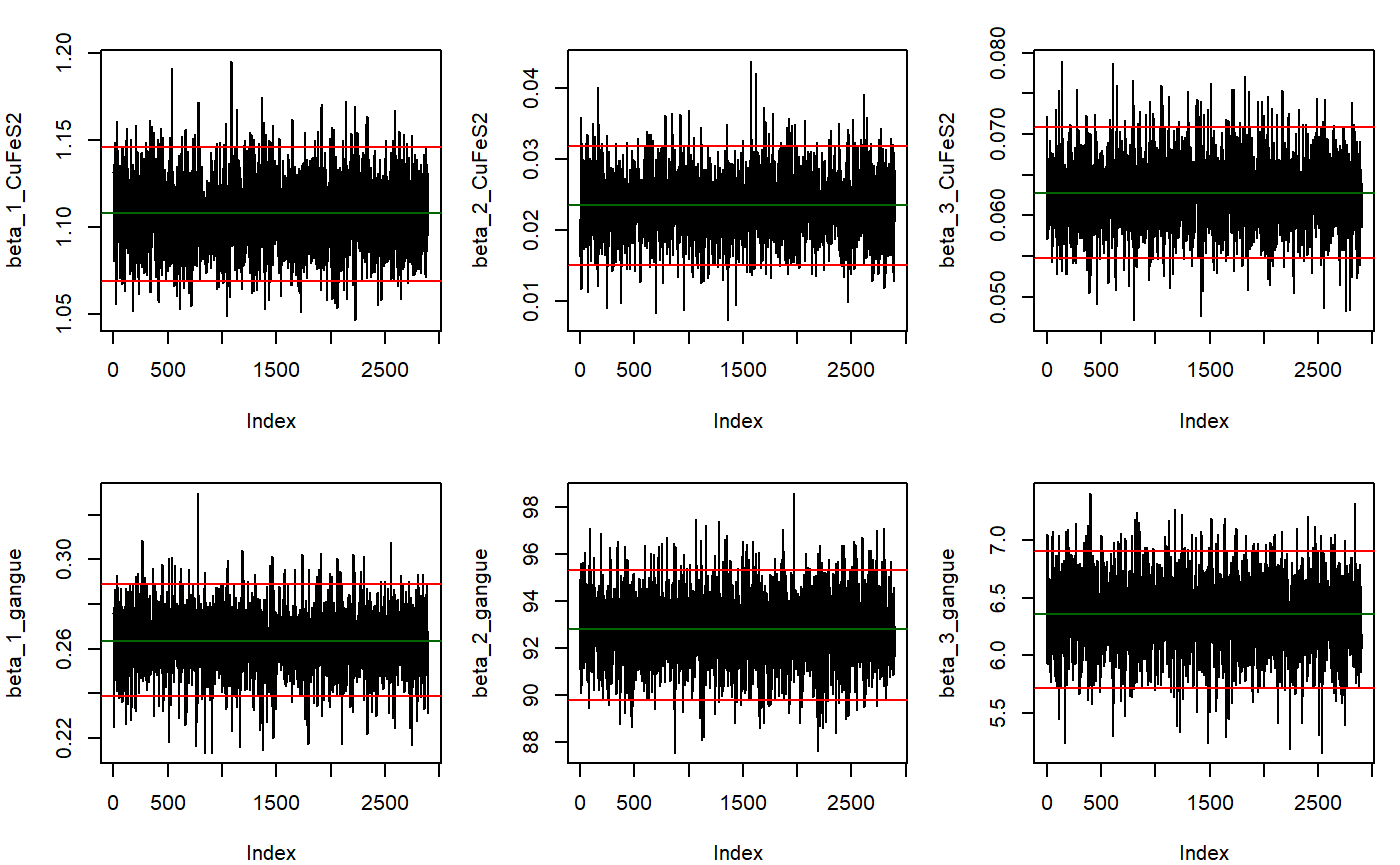 beta_1_CuFeS2
1.05 1.10 1.15 1.20
0 500 1500 2500
Index
beta_2_CuFeS2
0.01 0.02 0.03 0.04
0 500 1500 2500
Index
beta_3_CuFeS2
0.050 0.060 0.070 0.080
0 500 1500 2500
Index
beta_1_gangue
0.22 0.26 0.30
0 500 1500 2500
Index
beta_2_gangue
88 90 92 94 96 98
0 500 1500 2500
Index
beta_3_gangue
5.5 6.0 6.5 7.0
0 500 1500 2500
Index